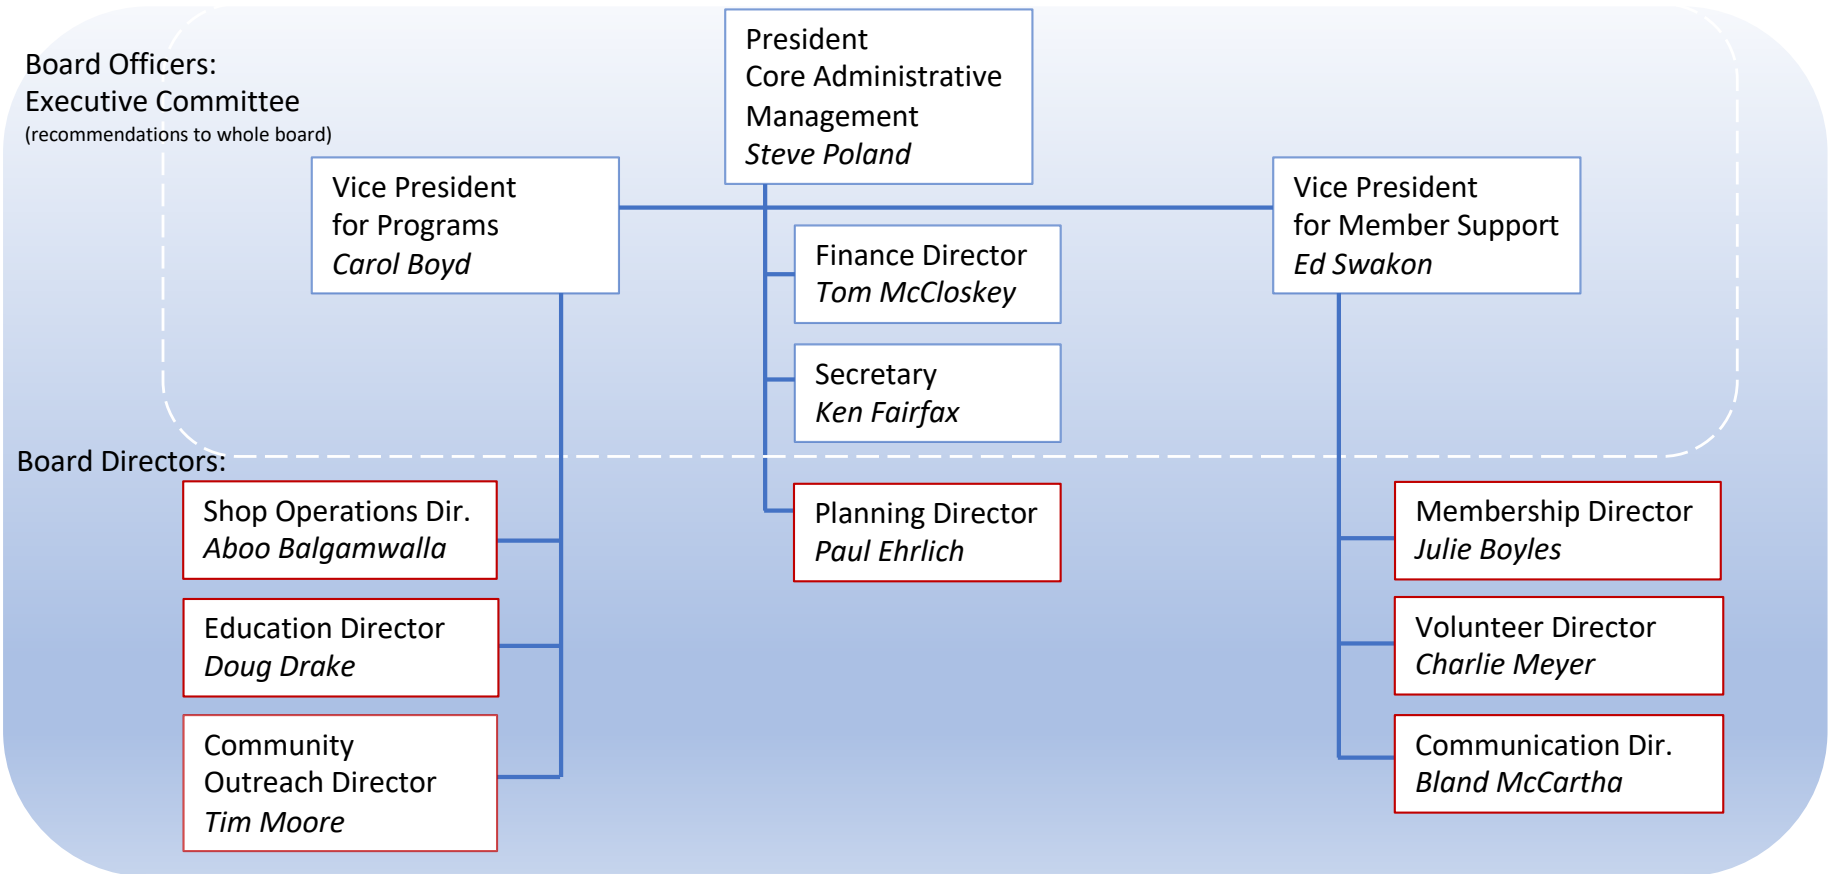 Board Officers:
Executive Committee
(recommendations to whole board)
President
Core Administrative
Management
Steve Poland
Vice President
for Programs
Carol Boyd
Vice President
for Member Support
Ed Swakon
Finance Director
Tom McCloskey
Secretary
Ken Fairfax
Board Directors:
Shop Operations Dir.
Aboo Balgamwalla
Education Director
Doug Drake
Community
Outreach Director
Tim Moore
Planning Director
Paul Ehrlich
Membership Director
Julie Boyles
Volunteer Director
Charlie Meyer
Communication Dir.
Bland McCartha